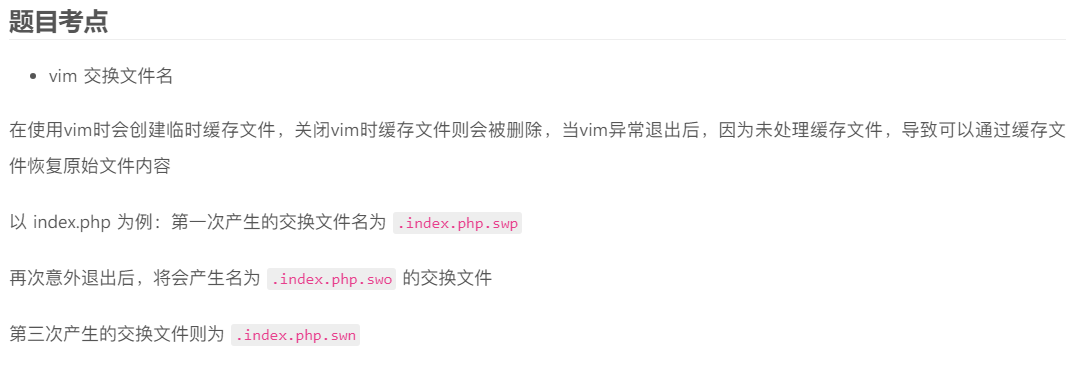 题目考点
• vim 交换文件名
在使用vim时会创建临时缓存文件，关闭vim时缓存文件则会被删除，当vim异常退出后，因为未处理缓存文件，导致可以通过缓存文
件恢复原始文件内容
以 index.php 为例：第一次产生的交换文件名为 .index.php.swp
再次意外退出后，将会产生名为 .index.php.swo 的交换文件
第三次产生的交换文件则为 .index.php.swn